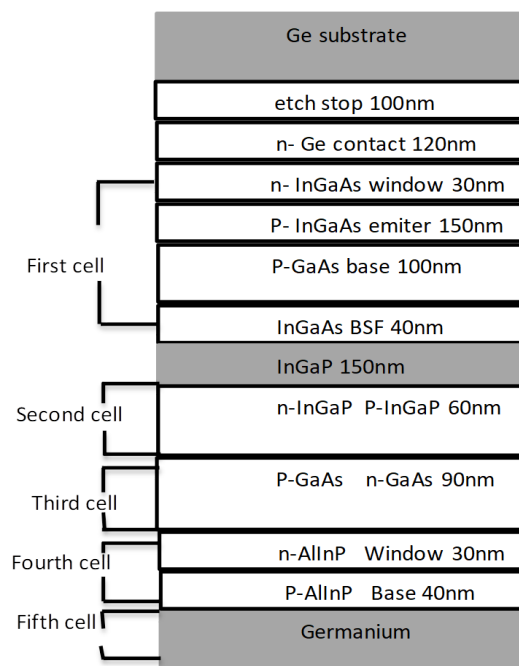 Ge substrate
etch stop 100nm
n- Ge contact 120nm
n- InGaAs window 30nm
P- InGaAs emiter 150nm
First cell
P-GaAs base 100nm
InGaAs BSF 40nm
InGaP 150nm
Second cell
n-InGaP P-InGaP 60nm
Third cell
P-GaAs n-GaAs 90nm
Fourth cell
n-AlInP Window 30nm
P-AlInP Base 40nm
Fifth cell
Germanium